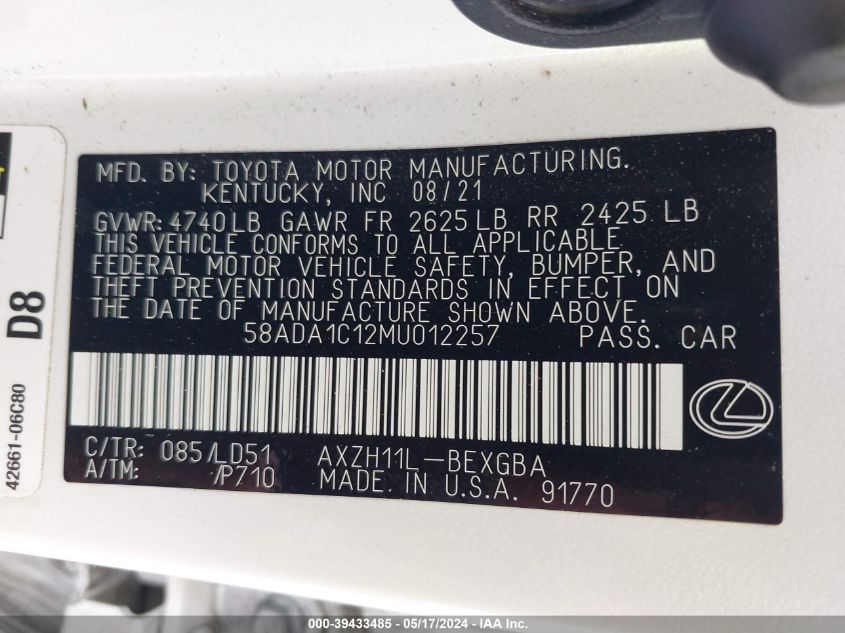 MFD. BY: TOYOTA MOTOR MANUFACTURING.
KENTUCKY, INC 08/21
GVWR: 4740LB GAWR FR 2625 LB RR 2425 LB
THIS VEHICLE CONFORMS TO ALL APPLICABLE
FEDERAL MOTOR VEHICLE SAFETY, BUMPER, AND
THEFT PREVENTION STANDARDS IN EFFECT ON
THE DATE OF MANUFACTURE SHOWN ABOVE.
58ADA1C12MU012257 PASS. CAR
C/TR: 085/LD51 AXZH11L-BEXGBA
A/TM: /P710 MADE IN U.S.A. 91770
42661-06C80 D8
000-39433485 - 05/17/2024 - IAA Inc.